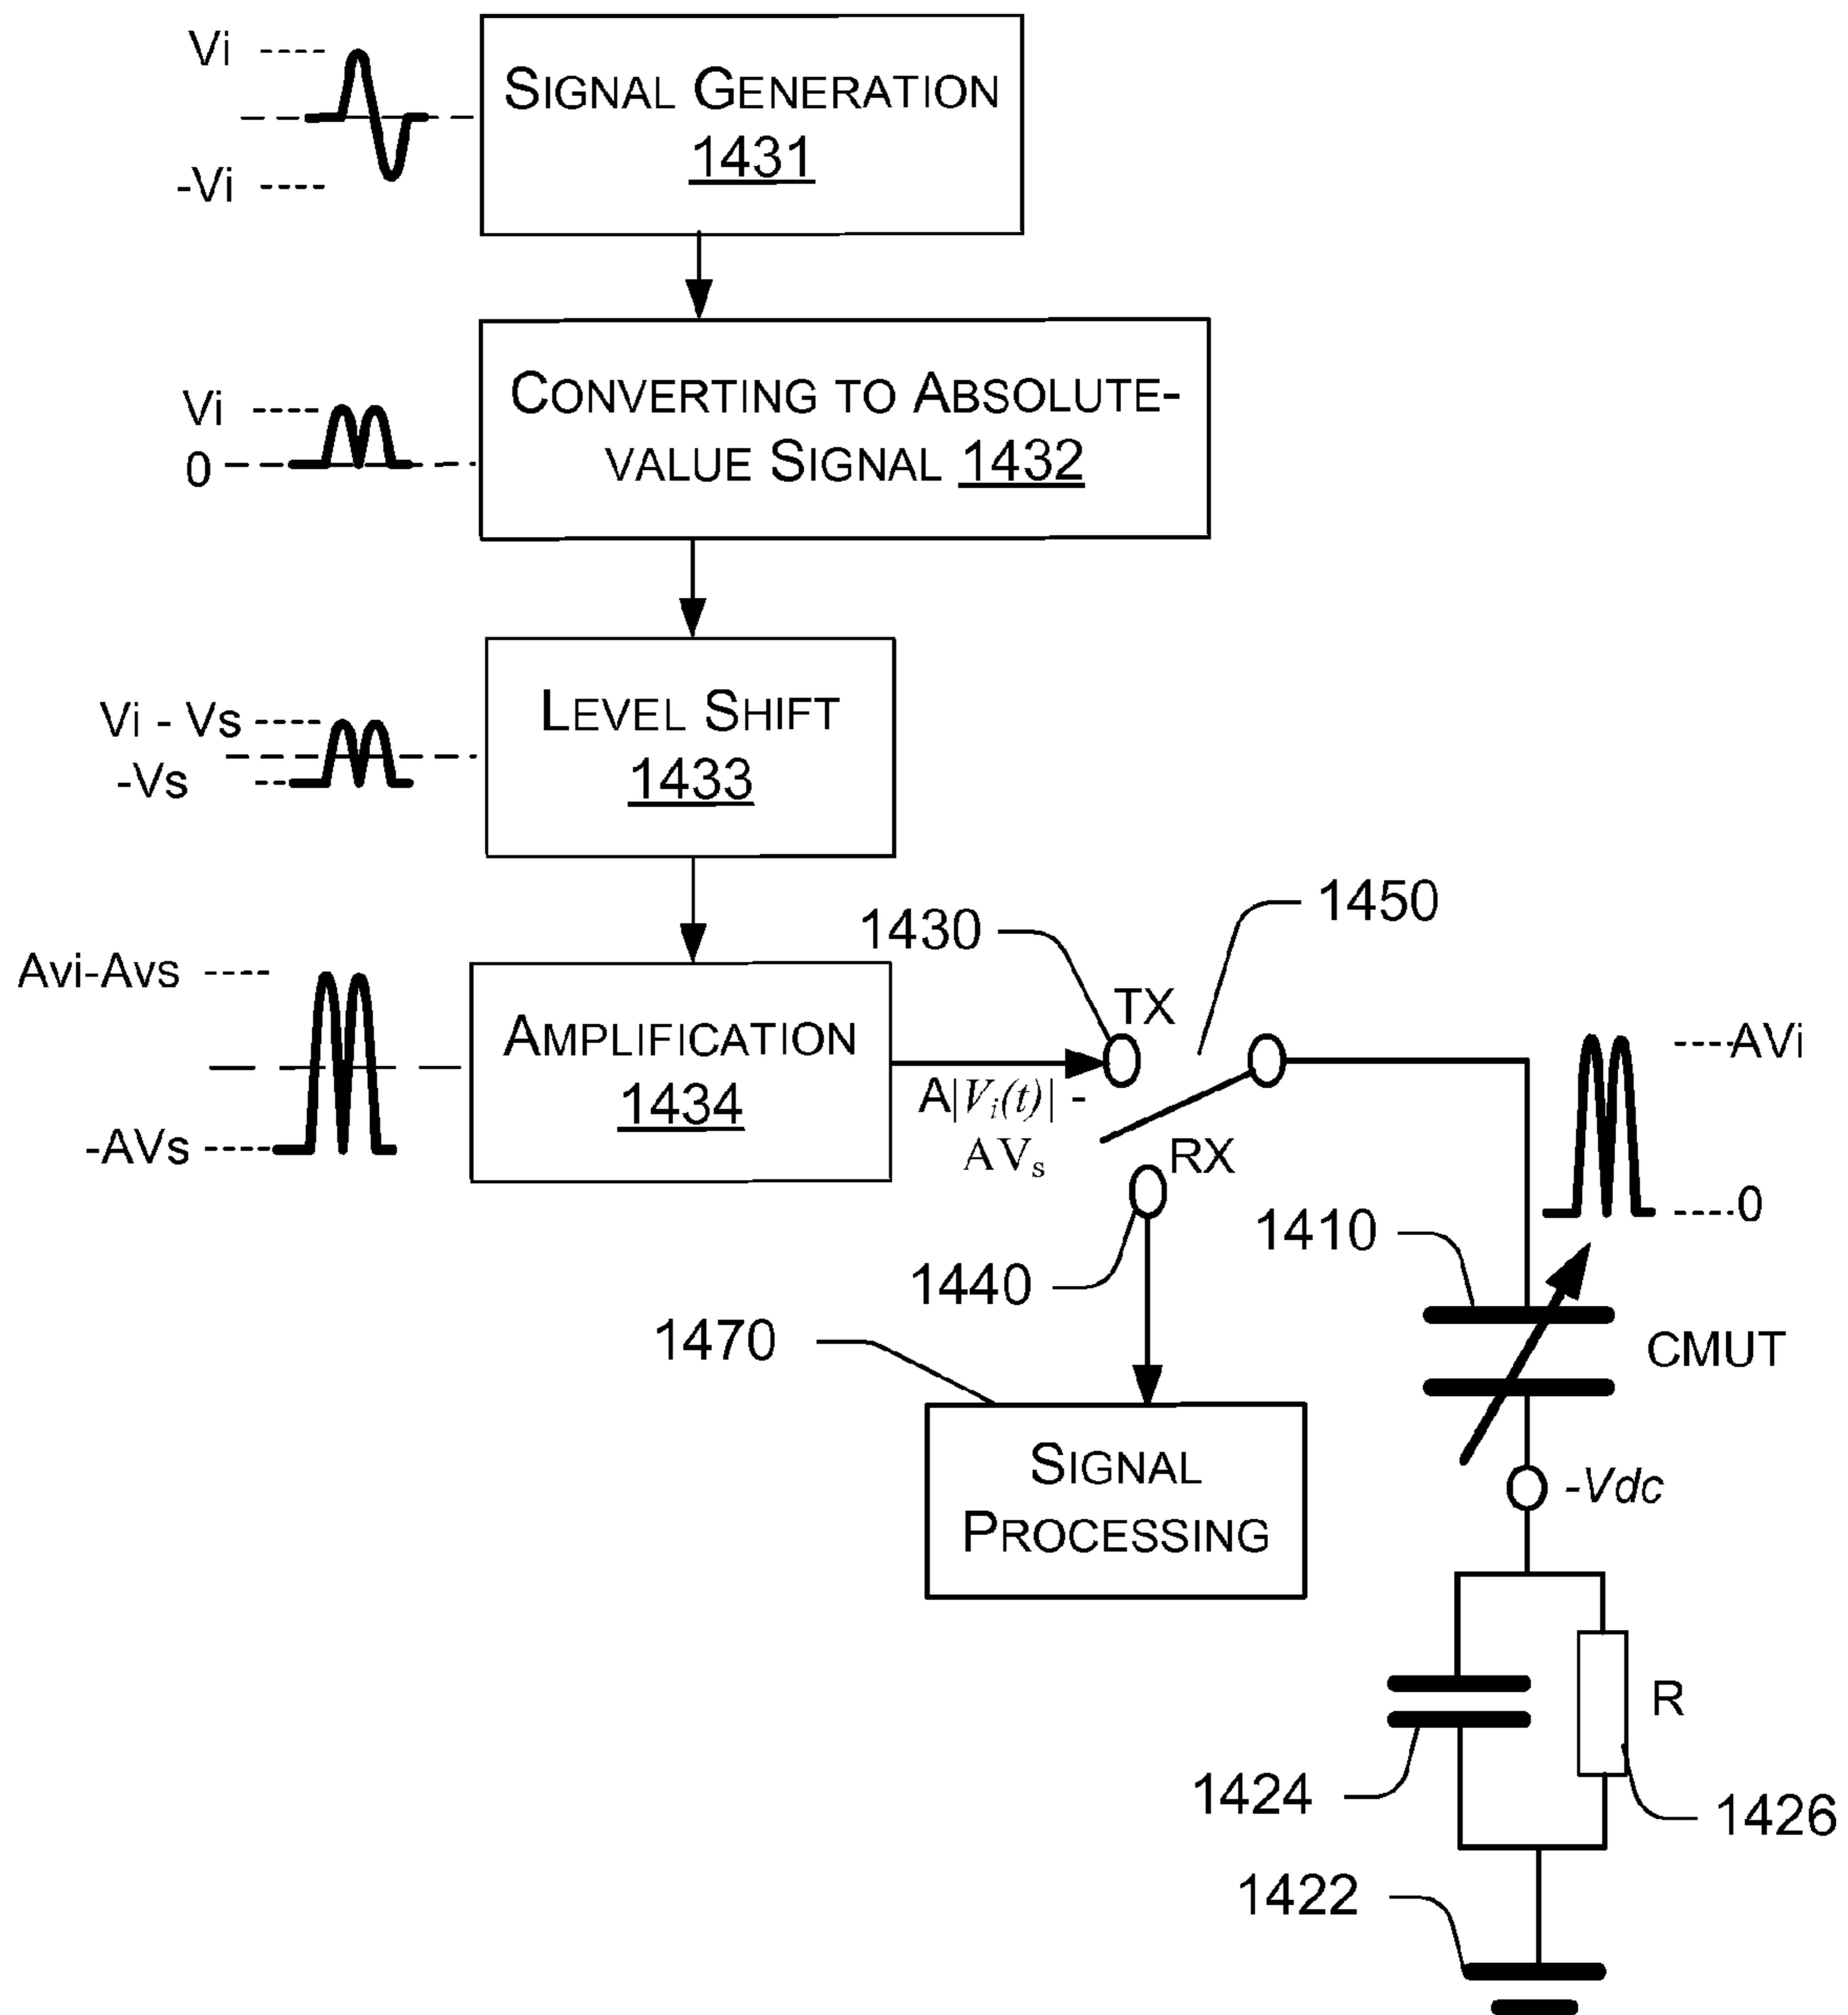 Vi
-Vi
SIGNAL GENERATION
1431
Vi
0
CONVERTING TO ABSOLUTE-
VALUE SIGNAL 1432
Vi - Vs
-Vs
LEVEL SHIFT
1433
Avi-Avs
-AVs
AMPLIFICATION
1434
A|Vi(t)| -
AVs
1430
TX
1450
RX
1440
AVi
0
1410
CMUT
1470
SIGNAL
PROCESSING
-Vdc
R
1424
1426
1422